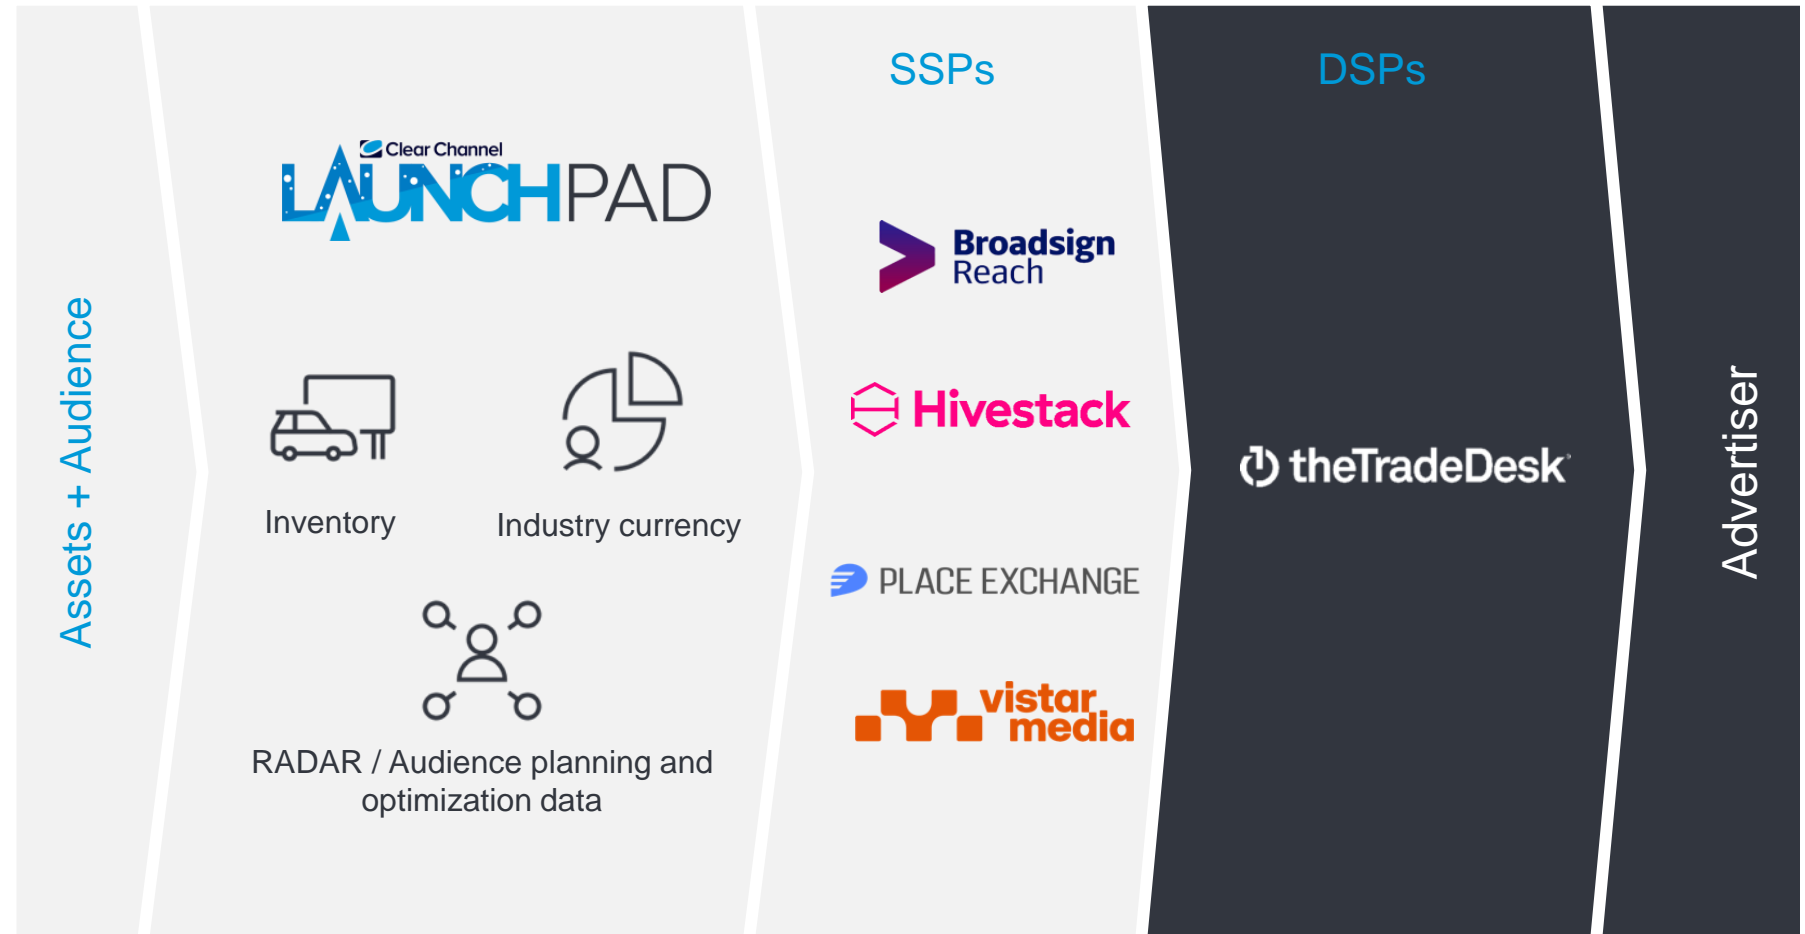 Assets + Audience
Clear Channel
LAUNCHPAD
Inventory
Industry currency
RADAR / Audience planning and
optimization data
SSPs
Broadsign
Reach
Hivestack
PLACE EXCHANGE
vistar
media
DSPs
theTradeDesk
Advertiser